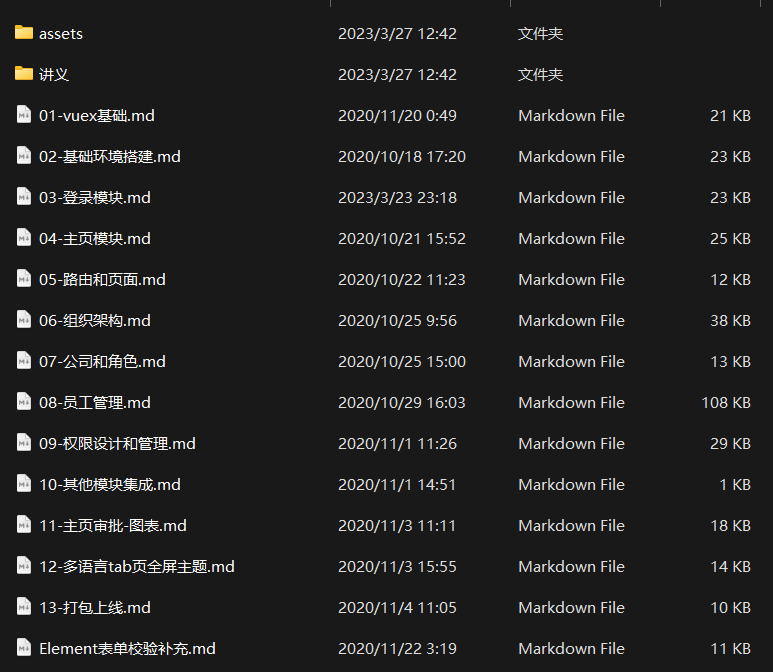 assets 2023/3/27 12:42 文件夹
讲义 2023/3/27 12:42 文件夹
01-vuex基础.md 2020/11/20 0:49 Markdown File 21 KB
02-基础环境搭建.md 2020/10/18 17:20 Markdown File 23 KB
03-登录模块.md 2023/3/23 23:18 Markdown File 23 KB
04-主页模块.md 2020/10/21 15:52 Markdown File 25 KB
05-路由和页面.md 2020/10/22 11:23 Markdown File 12 KB
06-组织架构.md 2020/10/25 9:56 Markdown File 38 KB
07-公司和角色.md 2020/10/25 15:00 Markdown File 13 KB
08-员工管理.md 2020/10/29 16:03 Markdown File 108 KB
09-权限设计和管理.md 2020/11/1 11:26 Markdown File 29 KB
10-其他模块集成.md 2020/11/1 14:51 Markdown File 1 KB
11-主页审批-图表.md 2020/11/3 11:11 Markdown File 18 KB
12-多语言tab页全屏主题.md 2020/11/3 15:55 Markdown File 14 KB
13-打包上线.md 2020/11/4 11:05 Markdown File 10 KB
Element表单校验补充.md 2020/11/22 3:19 Markdown File 11 KB